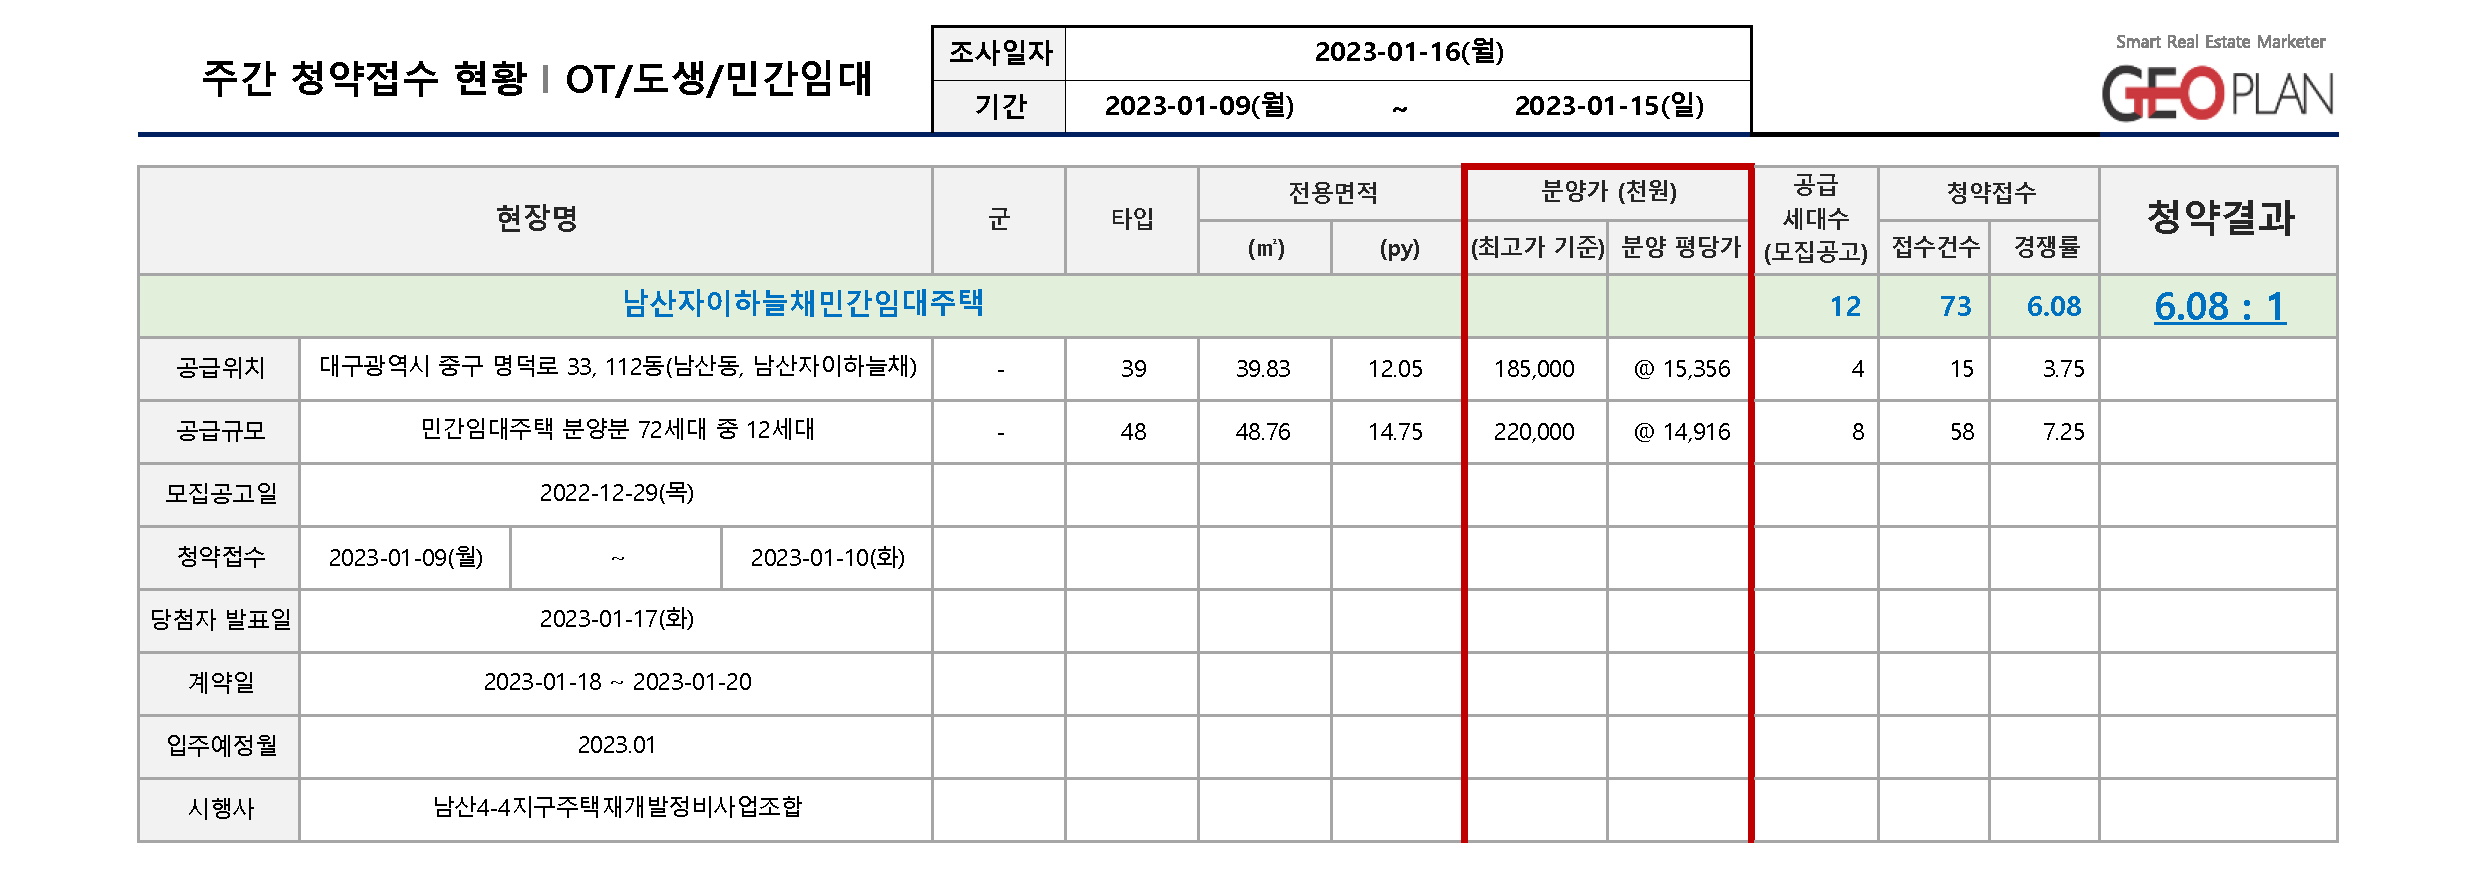 주간 청약접수 현황 | OT/도생/민간임대
조사일자 2023-01-16(월)
기간 2023-01-09(월) ~ 2023-01-15(일)
Smart Real Estate Marketer
GEO PLAN
현장명 군 타입 전용면적 분양가 (천원) 공급 세대수 (모집공고) 청약접수 청약결과
(㎡) (py) (최고가 기준) 분양 평당가 접수건수 경쟁률
남산자이하늘채민간임대주택 12 73 6.08 6.08 : 1
공급위치 대구광역시 중구 명덕로 33, 112동(남산동, 남산자이하늘채) - 39 39.83 12.05 185,000 @ 15,356 4 15 3.75
공급규모 민간임대주택 분양분 72세대 중 12세대 - 48 48.76 14.75 220,000 @ 14,916 8 58 7.25
모집공고일 2022-12-29(목)
청약접수 2023-01-09(월) ~ 2023-01-10(화)
당첨자 발표일 2023-01-17(화)
계약일 2023-01-18 ~ 2023-01-20
입주예정월 2023.01
시행사 남산4-4지구주택재개발정비사업조합